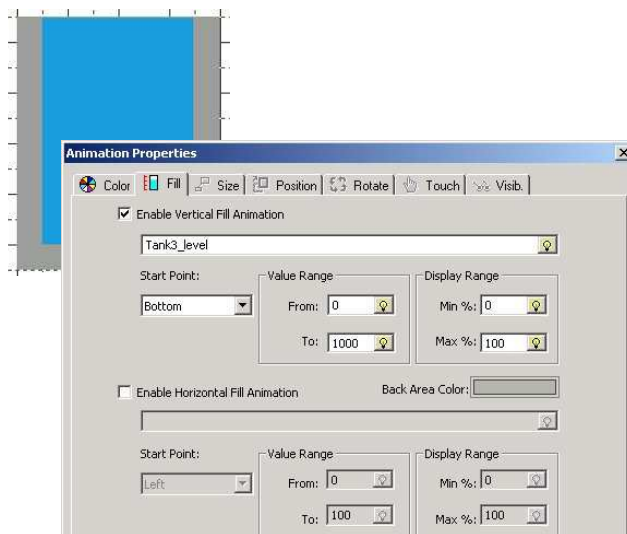 Animation Properties
Color Fill Size Position Rotate Touch Visib.
Enable Vertical Fill Animation
Tank3_level
Start Point: Value Range Display Range
Bottom From: 0 Min %: 0
To: 1000 Max %: 100
Enable Horizontal Fill Animation Back Area Color:
Start Point: Value Range Display Range
Left From: 0 Min %: 0
To: 100 Max %: 100